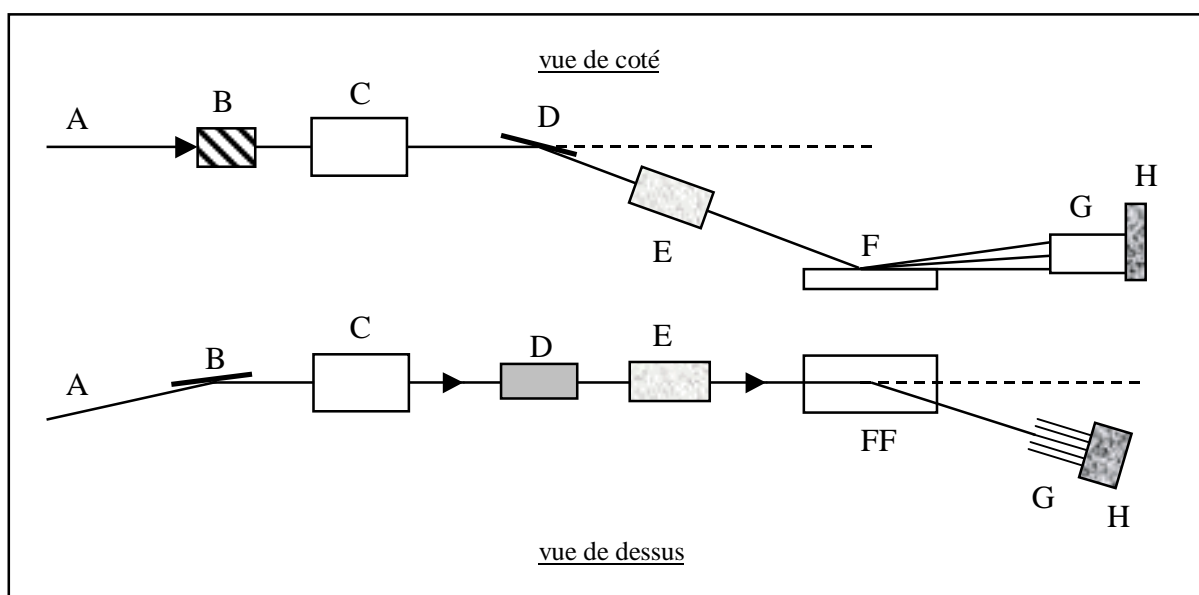 vue de coté
A B C D E F G H
A B C D E FF G H
vue de dessus